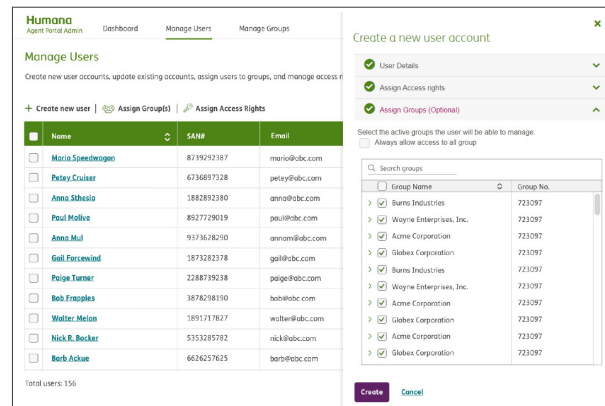 Humana
Agent Portal Admin
Dashboard
Manage Users
Manage Groups
Manage Users
Create new user accounts, update existing accounts, assign users to groups, and manage access
+ Create new user | Assign Group(s) | Assign Access Rights
Name SAN# Email
Maria Speedwagon 8739292387 mario@abc.com
Petey Cruiser 6736897328 petey@abc.com
Anna Sthesia 1882892380 anna@abc.com
Paul Molive 8927729019 paul@abc.com
Anna Mul 9373628290 annam@abc.com
Gail Forcewind 1873282378 gail@abc.com
Paige Turner 2288739238 paige@abc.com
Bob Frapples 3878298190 bob@abc.com
Walter Melon 1891717827 walter@abc.com
Nick R. Bocker 5353285782 nick@abc.com
Barb Ackue 6626257625 barb@abc.com
Total users: 156
Create a new user account
User Details
Assign Access rights
Assign Groups (Optional)
Select the active groups the user will be able to manage.
Always allow access to all group
Search groups
Group Name Group No.
Burns Industries 723097
Wayne Enterprises, Inc. 723097
Acme Corporation 723097
Globex Corporation 723097
Burns Industries 723097
Wayne Enterprises, Inc. 723097
Acme Corporation 723097
Globex Corporation 723097
Acme Corporation 723097
Globex Corporation 723097
Create Cancel